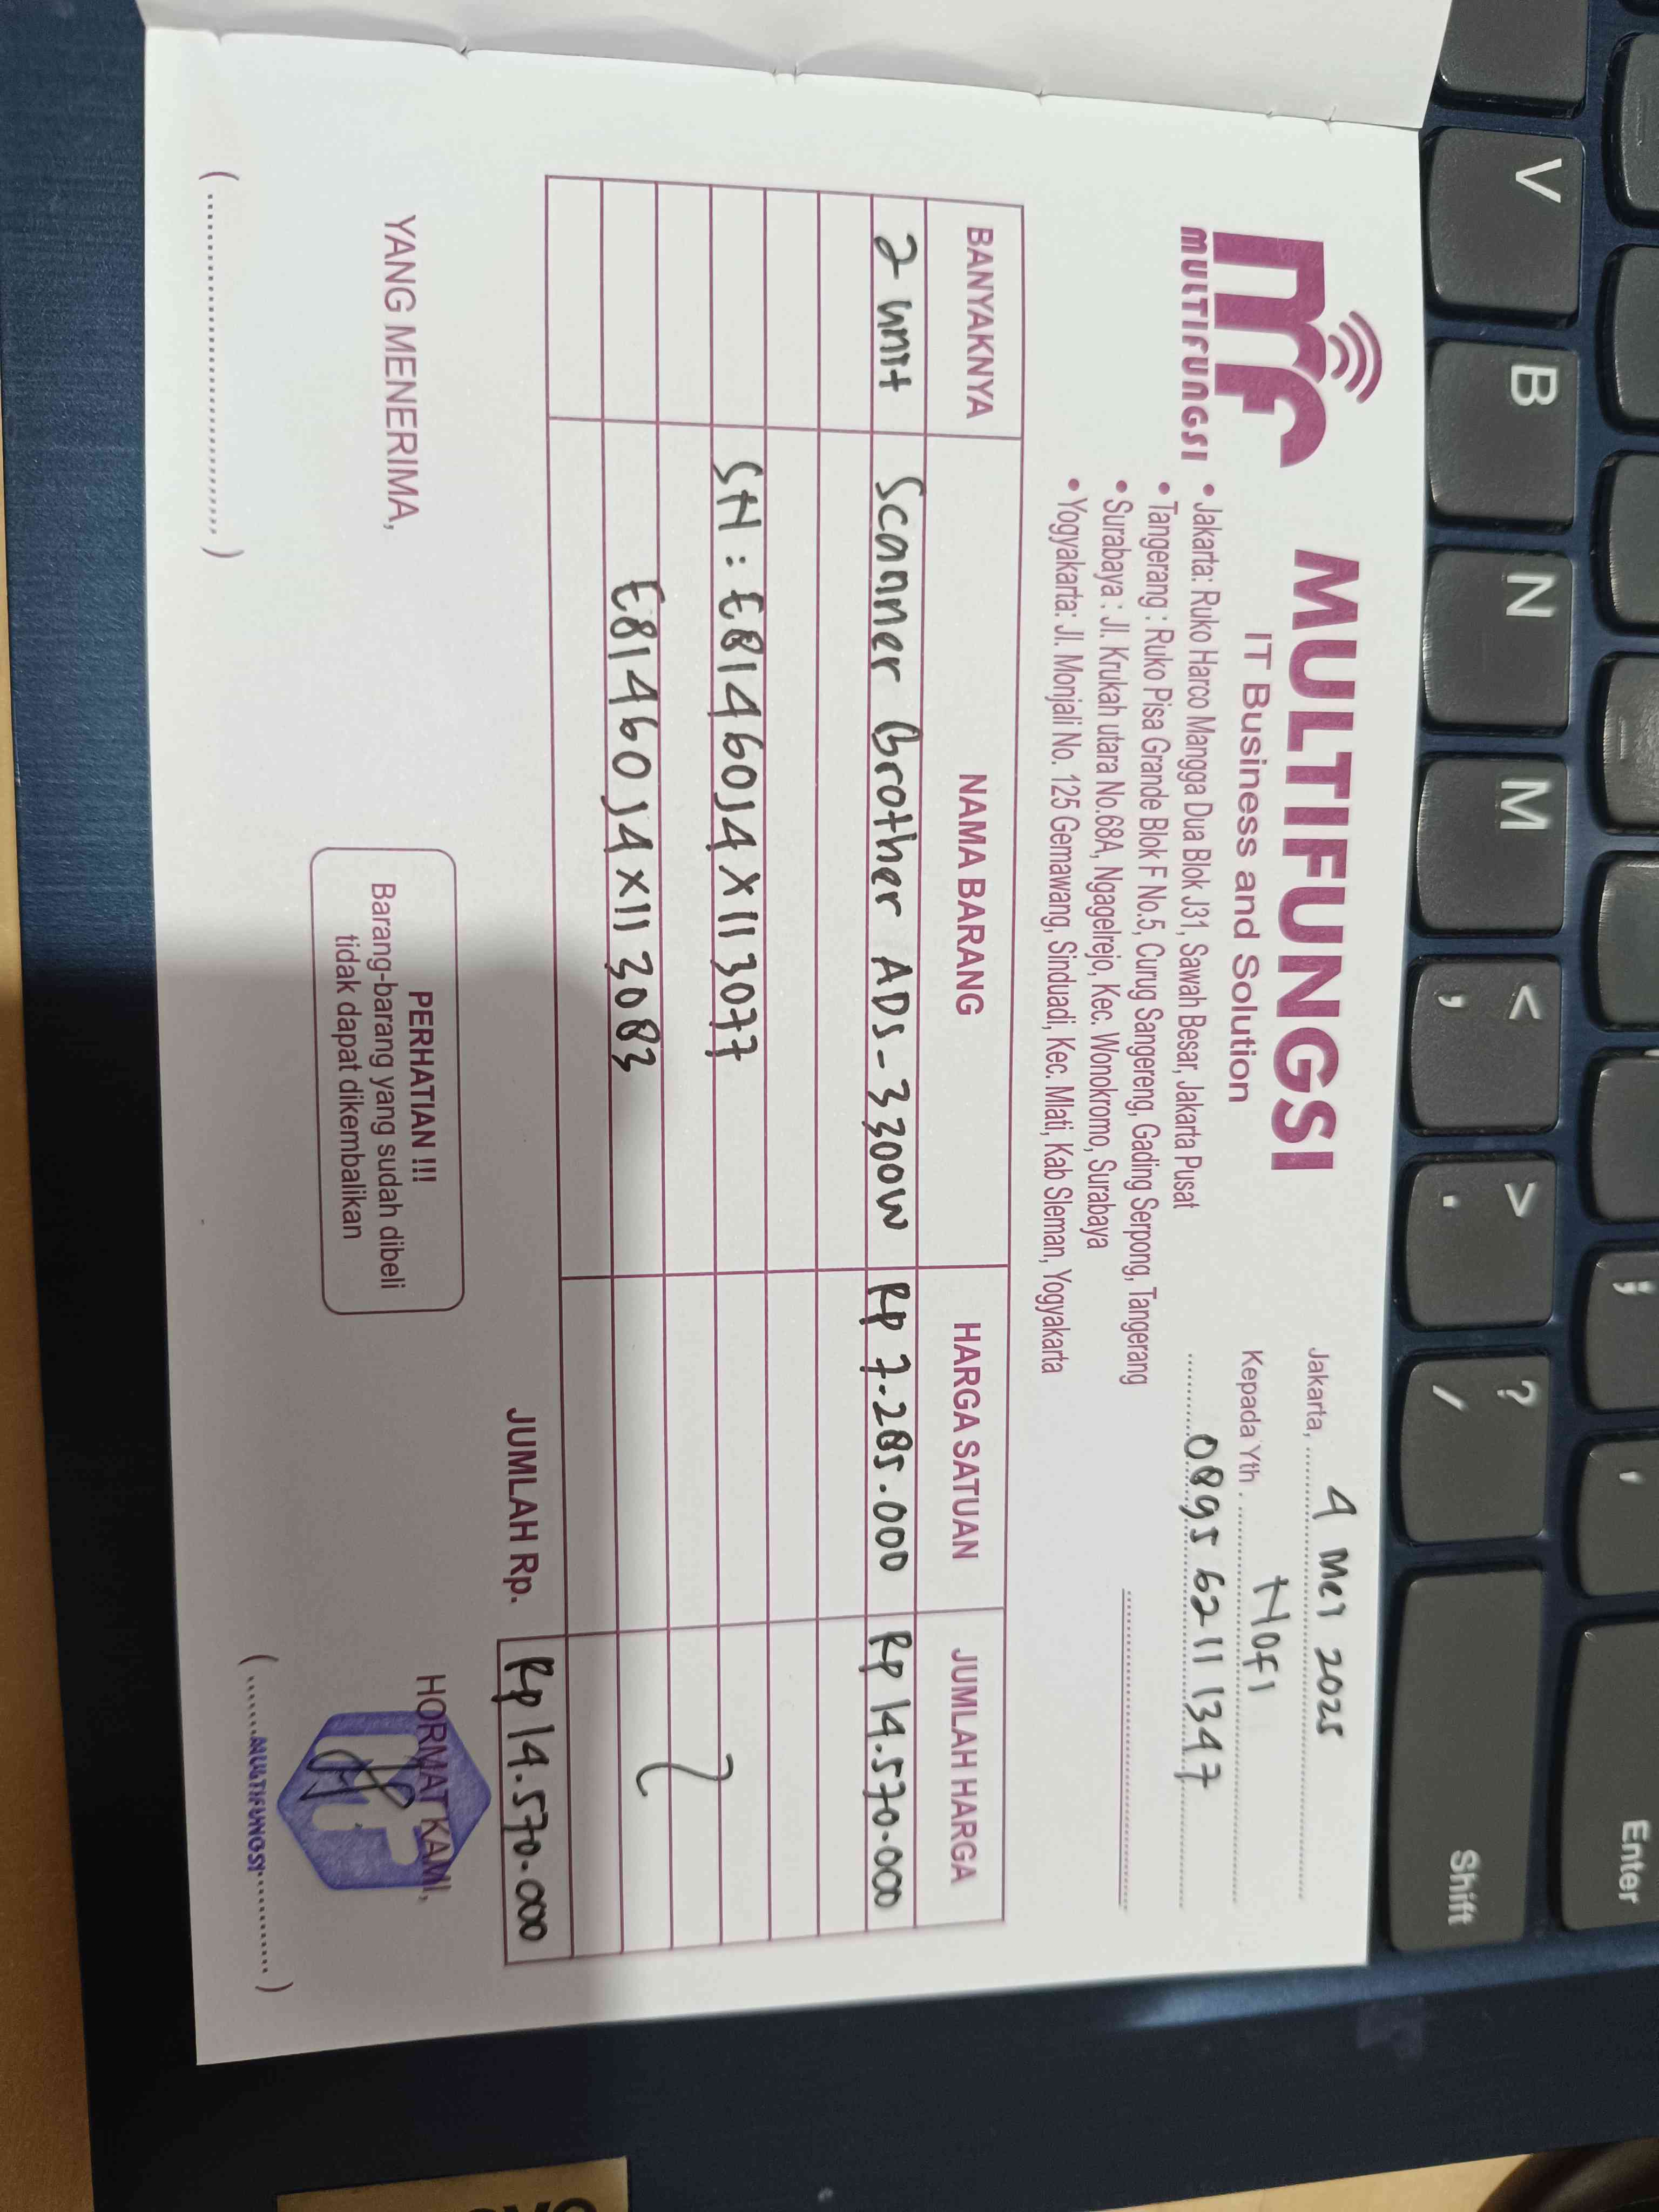 MULTIFUNGSI
MULTIFUNGSI
IT Business and Solution
• Jakarta: Ruko Harco Mangga Dua Blok J31, Sawah Besar, Jakarta Pusat
• Tangerang : Ruko Pisa Grande Blok F No.5, Curug Sangereng, Gading Serpong, Tangerang
• Surabaya : Jl. Krukah utara No.68A, Ngagelrejo, Kec. Wonokromo, Surabaya
• Yogyakarta: Jl. Monjali No. 125 Gemawang, Sinduadi, Kec. Mlati, Kab Sleman, Yogyakarta
Jakarta, 4 Mei 2025
Kepada Yth. Nofi
0895 6211 1347
BANYAKNYA NAMA BARANG HARGA SATUAN JUMLAH HARGA
2 unit Scanner Brother ADS-3300W Rp 7.285.000 Rp 14.570.000
SN : E81460J4X113077
E81460J4X113083
JUMLAH Rp. Rp 14.570.000
YANG MENERIMA,
PERHATIAN !!!
Barang-barang yang sudah dibeli
tidak dapat dikembalikan
HORMAT KAMI,
MULTIFUNGSI
V
B
N
M
< ,
> .
? /
Shift
Enter
;
'